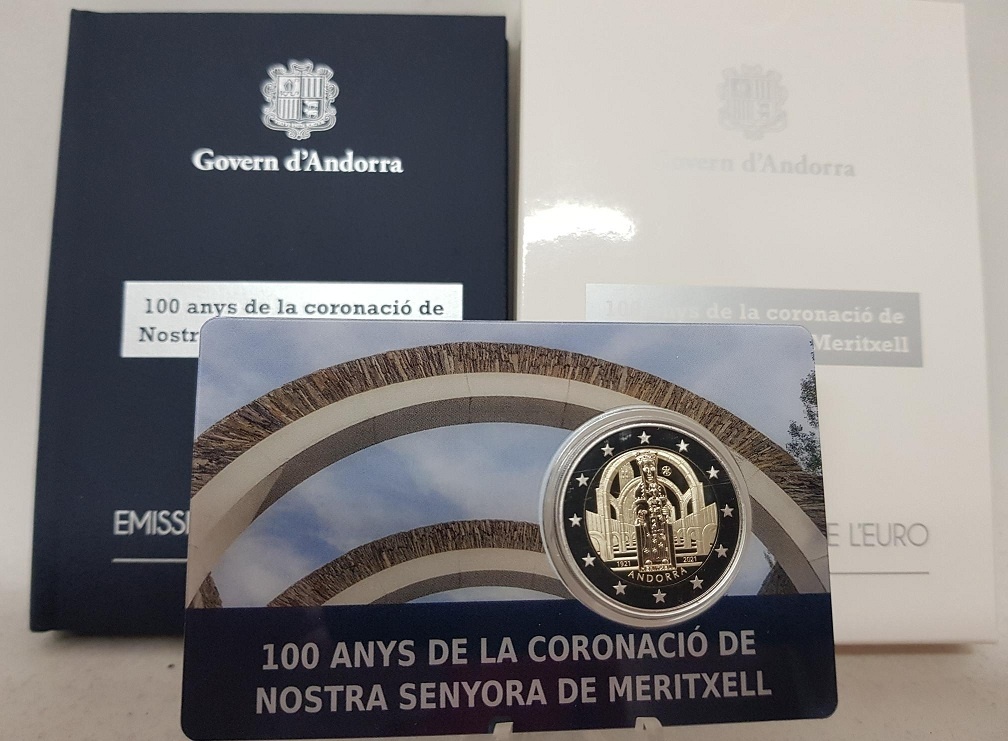 Govern d'Andorra
100 anys de la coronació de
Nostr
EMISSI
vern d'Andorra
100 anys de la coronació de
Meritxell
E L'EURO
1921 2021
ANDORRA
100 ANYS DE LA CORONACIÓ DE
NOSTRA SENYORA DE MERITXELL